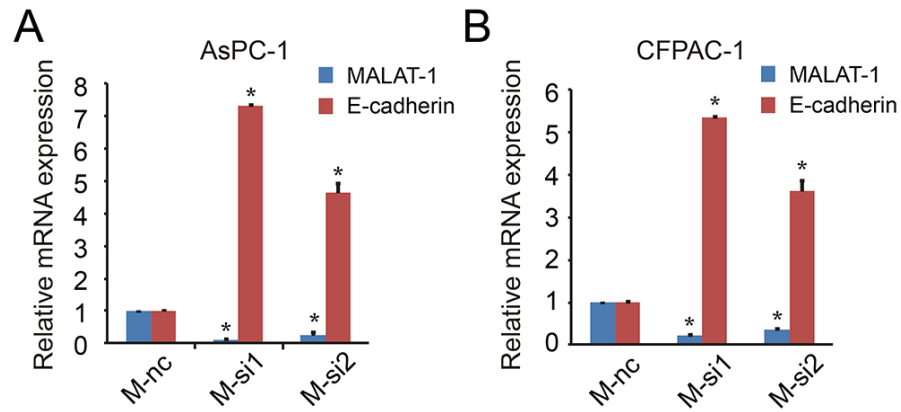 A
AsPC-1
MALAT-1
E-cadherin
Relative mRNA expression
8
7
6
5
4
3
2
1
0
*
*
*
*
M-nc
M-si1
M-si2
B
CFPAC-1
MALAT-1
E-cadherin
Relative mRNA expression
6
5
4
3
2
1
0
*
*
*
*
M-nc
M-si1
M-si2